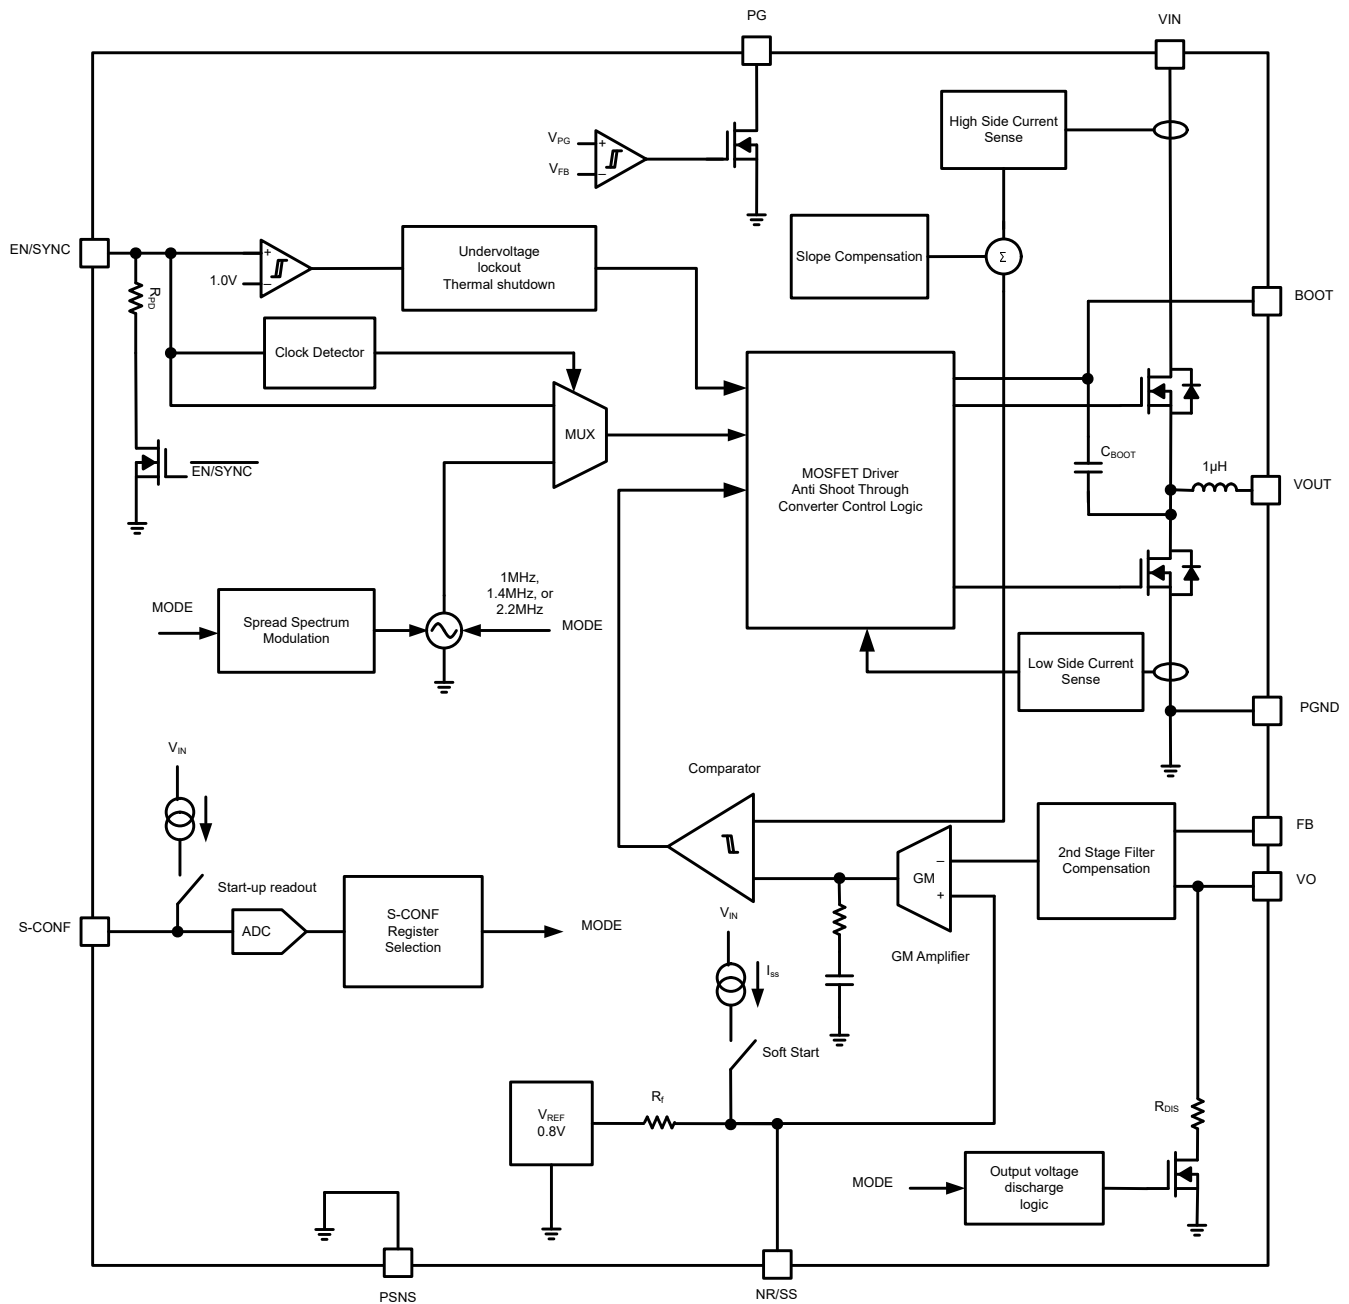 PG
VIN
High Side Current
Sense
VPG
+
VFB
−
EN/SYNC
+
1.0V
−
Undervoltage
lockout
Thermal shutdown
Slope Compensation
Σ
RPD
BOOT
Clock Detector
MUX
EN/SYNC
MOSFET Driver
Anti Shoot Through
Converter Control Logic
CBOOT
1µH
VOUT
1MHz,
1.4MHz, or
2.2MHz
MODE
Spread Spectrum
Modulation
MODE
Low Side Current
Sense
PGND
VIN
Comparator
2nd Stage Filter
Compensation
FB
VO
−
GM
+
GM Amplifier
Start-up readout
S-CONF
ADC
S-CONF
Register
Selection
MODE
VIN
Iss
Soft Start
VREF
0.8V
Rf
RDIS
MODE
Output voltage
discharge
logic
PSNS
NR/SS